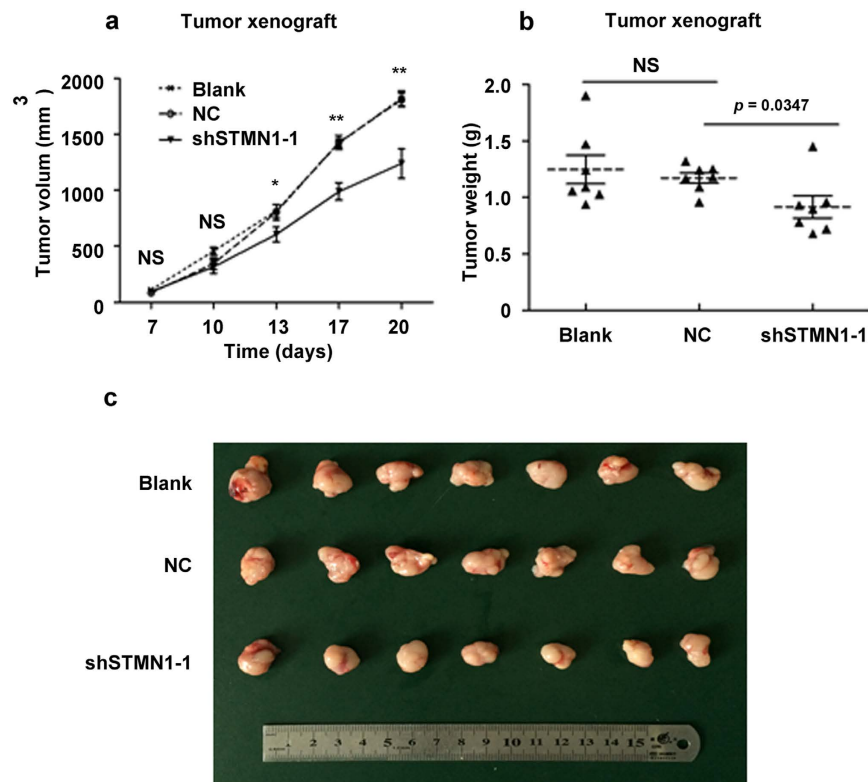 a Tumor xenograft
Tumor volum (mm 3
2000
1500
1000
500
0
Blank
NC
shSTMN1-1
NS
NS
*
**
**
7 10 13 17 20
Time (days)
b Tumor xenograft
Tumor weight (g)
2.0
1.5
1.0
0.5
0.0
NS
p = 0.0347
Blank NC shSTMN1-1
c
Blank
NC
shSTMN1-1
1 2 3 4 5 6 7 8 9 10 11 12 13 14 15